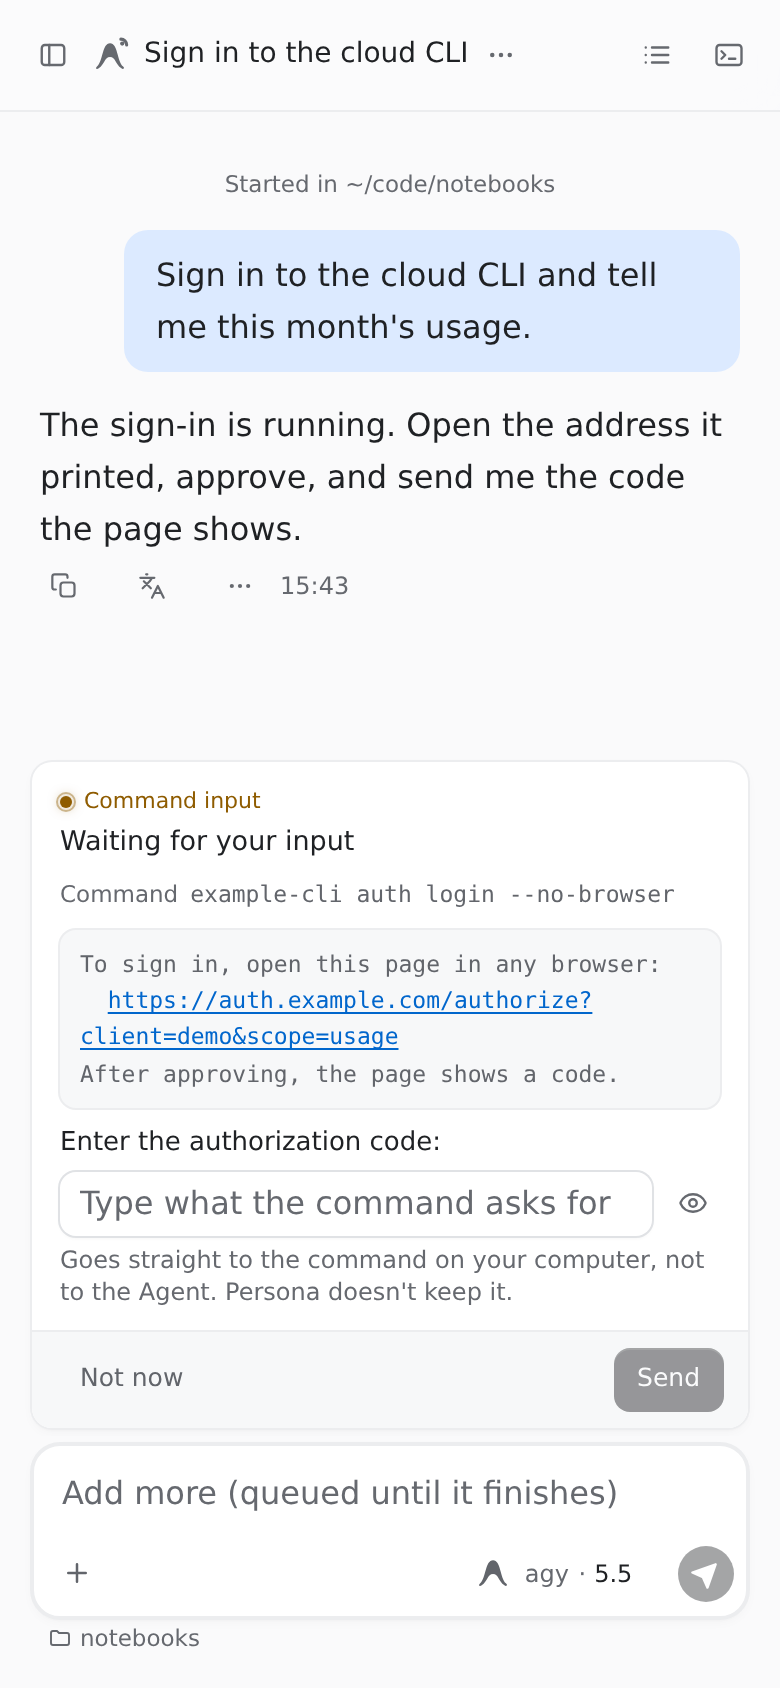 Sign in to the cloud CLI
Started in ~/code/notebooks
Sign in to the cloud CLI and tell
me this month's usage.
The sign-in is running. Open the address it
printed, approve, and send me the code
the page shows.
15:43
Command input
Waiting for your input
Command example-cli auth login --no-browser
To sign in, open this page in any browser:
https://auth.example.com/authorize?
client=demo&scope=usage
After approving, the page shows a code.
Enter the authorization code:
Type what the command asks for
Goes straight to the command on your computer, not
to the Agent. Persona doesn't keep it.
Not now
Send
Add more (queued until it finishes)
agy · 5.5
notebooks